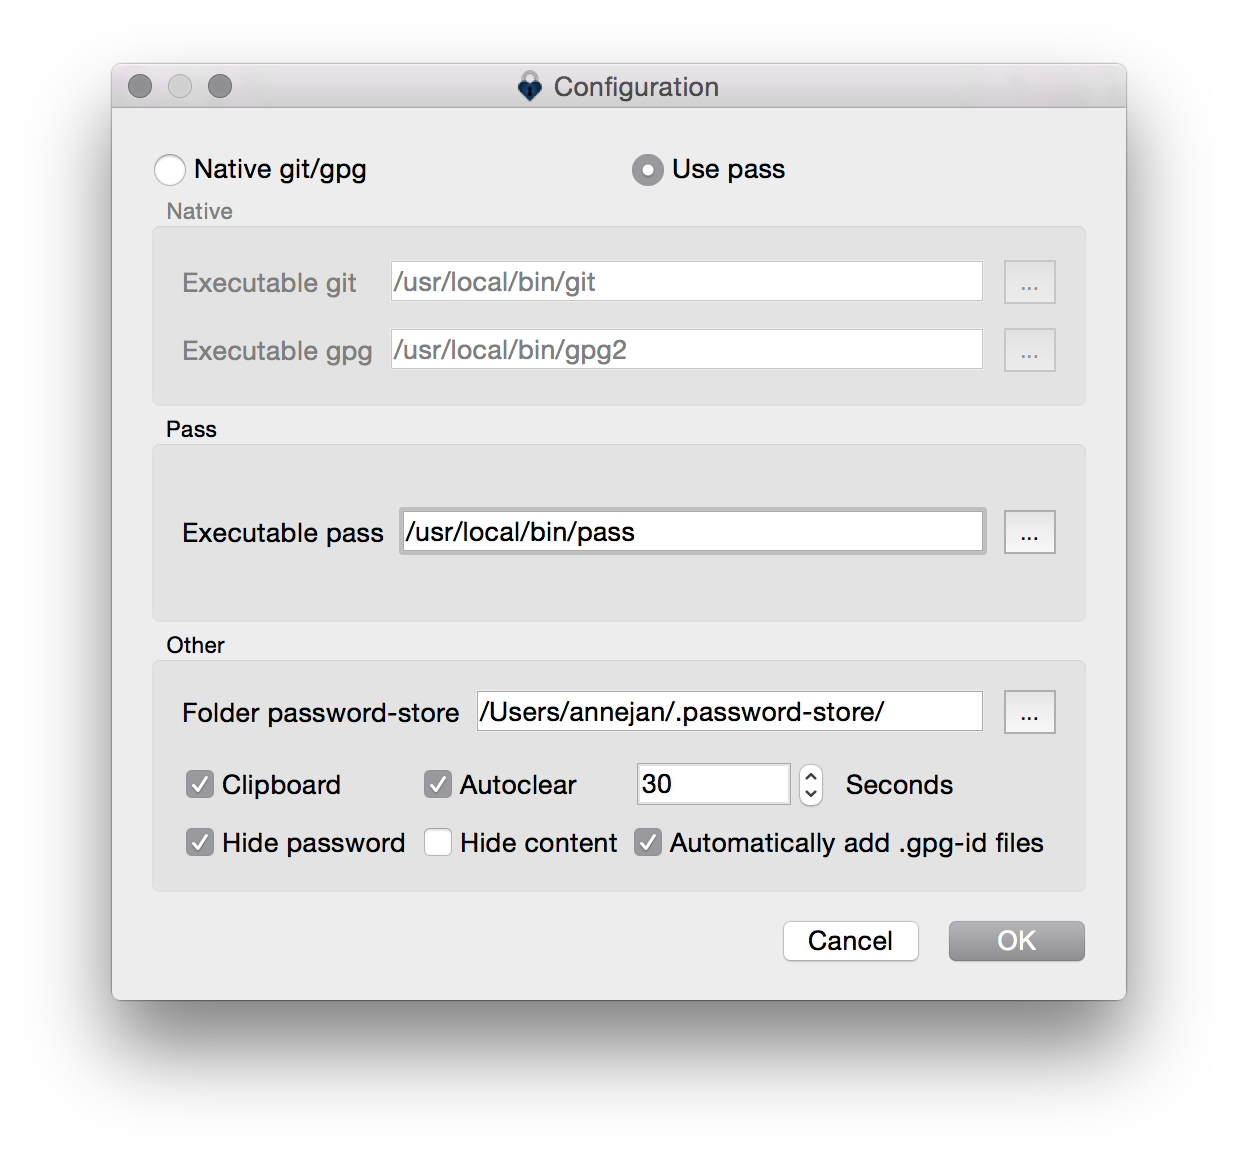 Configuration
Native git/gpg Use pass
Native
Executable git /usr/local/bin/git ...
Executable gpg /usr/local/bin/gpg2 ...
Pass
Executable pass /usr/local/bin/pass ...
Other
Folder password-store /Users/annejan/.password-store/ ...
Clipboard Autoclear 30 Seconds
Hide password Hide content Automatically add .gpg-id files
Cancel OK